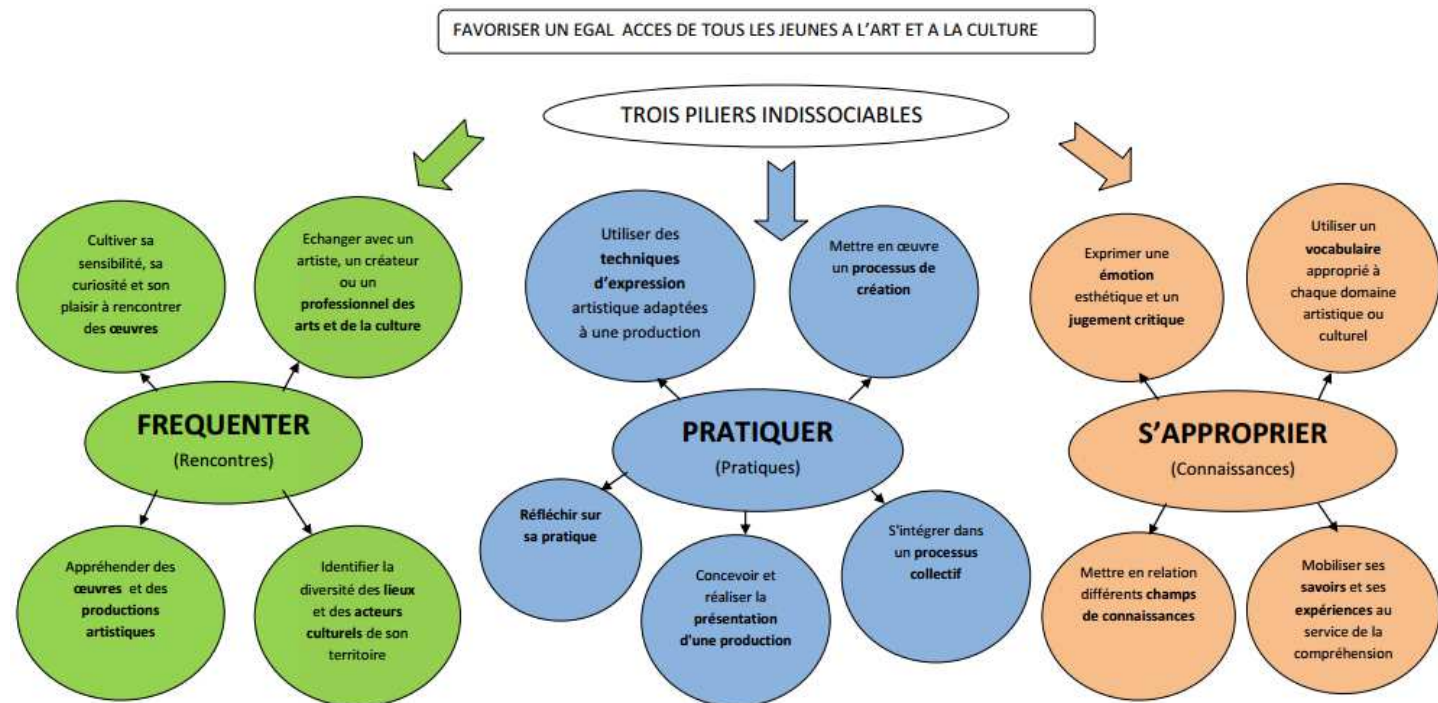 FAVORISER UN EGAL ACCES DE TOUS LES JEUNES A L'ART ET A LA CULTURE
TROIS PILIERS INDISSOCIABLES
Cultiver sa
sensibilité, sa
curiosité et son
plaisir à rencontrer
des œuvres
Echanger avec un
artiste, un créateur
ou un
professionnel des
arts et de la culture
FREQUENTER
(Rencontres)
Appréhender des
œuvres et des
productions
artistiques
Identifier la
diversité des lieux
et des acteurs
culturels de son
territoire
Utiliser des
techniques
d'expression
artistique adaptées
à une production
Mettre en œuvre
un processus de
création
PRATIQUER
(Pratiques)
Réfléchir sur
sa pratique
Concevoir et
réaliser la
présentation
d'une production
S'intégrer dans
un processus
collectif
Exprimer une
émotion
esthétique et un
jugement critique
Utiliser un
vocabulaire
approprié à
chaque domaine
artistique ou
culturel
S'APPROPRIER
(Connaissances)
Mettre en relation
différents champs
de connaissances
Mobiliser ses
savoirs et ses
expériences au
service de la
compréhension